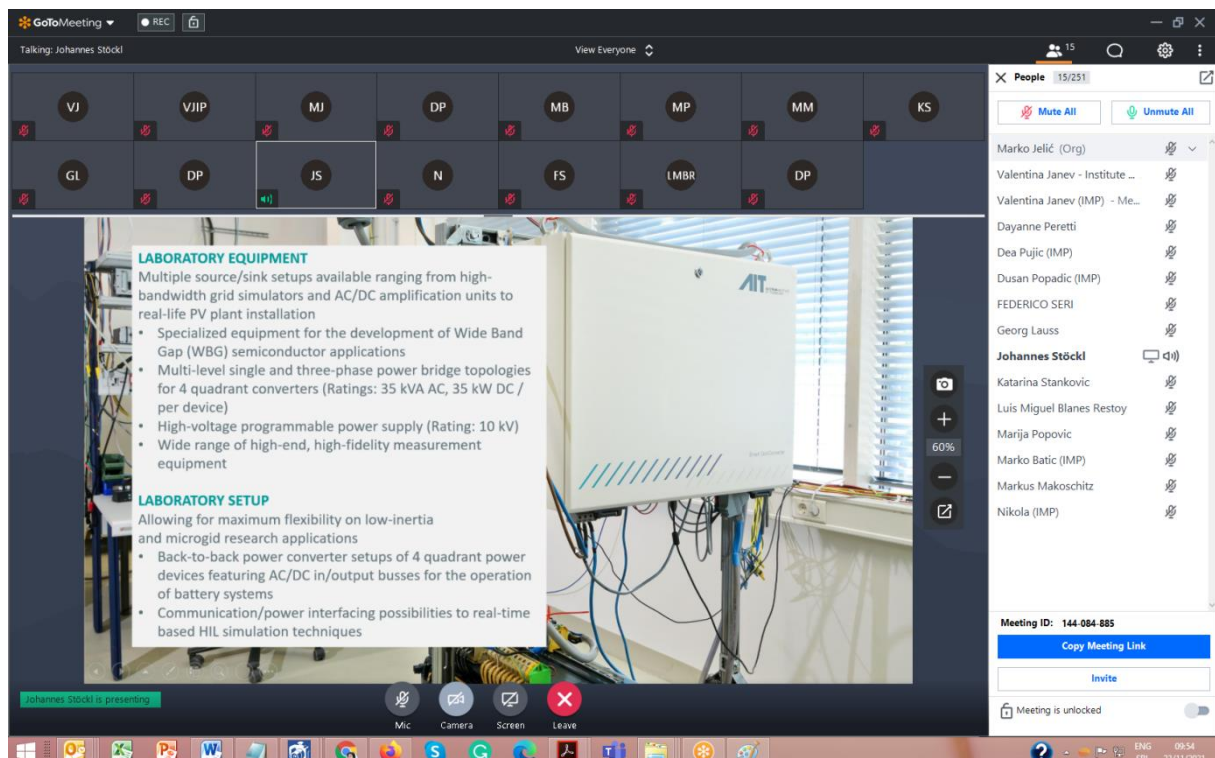 GoToMeeting
REC
Talking: Johannes Stöckl
View Everyone
15
VJ
VJIP
MJ
DP
MB
MP
MM
KS
GL
DP
JS
N
FS
LMBR
DP
LABORATORY EQUIPMENT
Multiple source/sink setups available ranging from high-
bandwidth grid simulators and AC/DC amplification units to
real-life PV plant installation
• Specialized equipment for the development of Wide Band
Gap (WBG) semiconductor applications
• Multi-level single and three-phase power bridge topologies
for 4 quadrant converters (Ratings: 35 kVA AC, 35 kW DC /
per device)
• High-voltage programmable power supply (Rating: 10 kV)
• Wide range of high-end, high-fidelity measurement
equipment
LABORATORY SETUP
Allowing for maximum flexibility on low-inertia
and microgid research applications
• Back-to-back power converter setups of 4 quadrant power
devices featuring AC/DC in/output busses for the operation
of battery systems
• Communication/power interfacing possibilities to real-time
based HIL simulation techniques
AIT
60%
Johannes Stöckl is presenting
Mic
Camera
Screen
Leave
People 15/251
Mute All
Unmute All
Marko Jelić (Org)
Valentina Janev - Institute ...
Valentina Janev (IMP) - Me...
Dayanne Peretti
Dea Pujic (IMP)
Dusan Popadic (IMP)
FEDERICO SERI
Georg Lauss
Johannes Stöckl
Katarina Stankovic
Luis Miguel Blanes Restoy
Marija Popovic
Marko Batic (IMP)
Markus Makoschitz
Nikola (IMP)
Meeting ID: 144-084-885
Copy Meeting Link
Invite
Meeting is unlocked
ENG 09:54